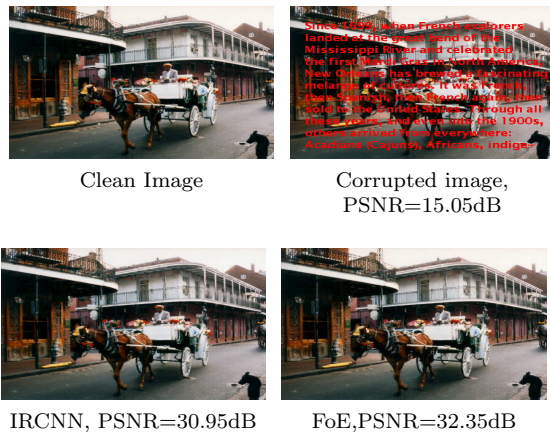 Since 1699, when French explorers
landed at the great bend of the
Mississippi River and celebrated
the first Mardi Gras in North America,
New Orleans has brewed a fascinating
melange of cultures. It was French,
then Spanish, then French again, then
sold to the United States. Through all
these years, and even into the 1900s,
others arrived from everywhere:
Acadians (Cajuns), Africans, indige-
Clean Image
Corrupted image,
PSNR=15.05dB
IRCNN, PSNR=30.95dB
FoE,PSNR=32.35dB